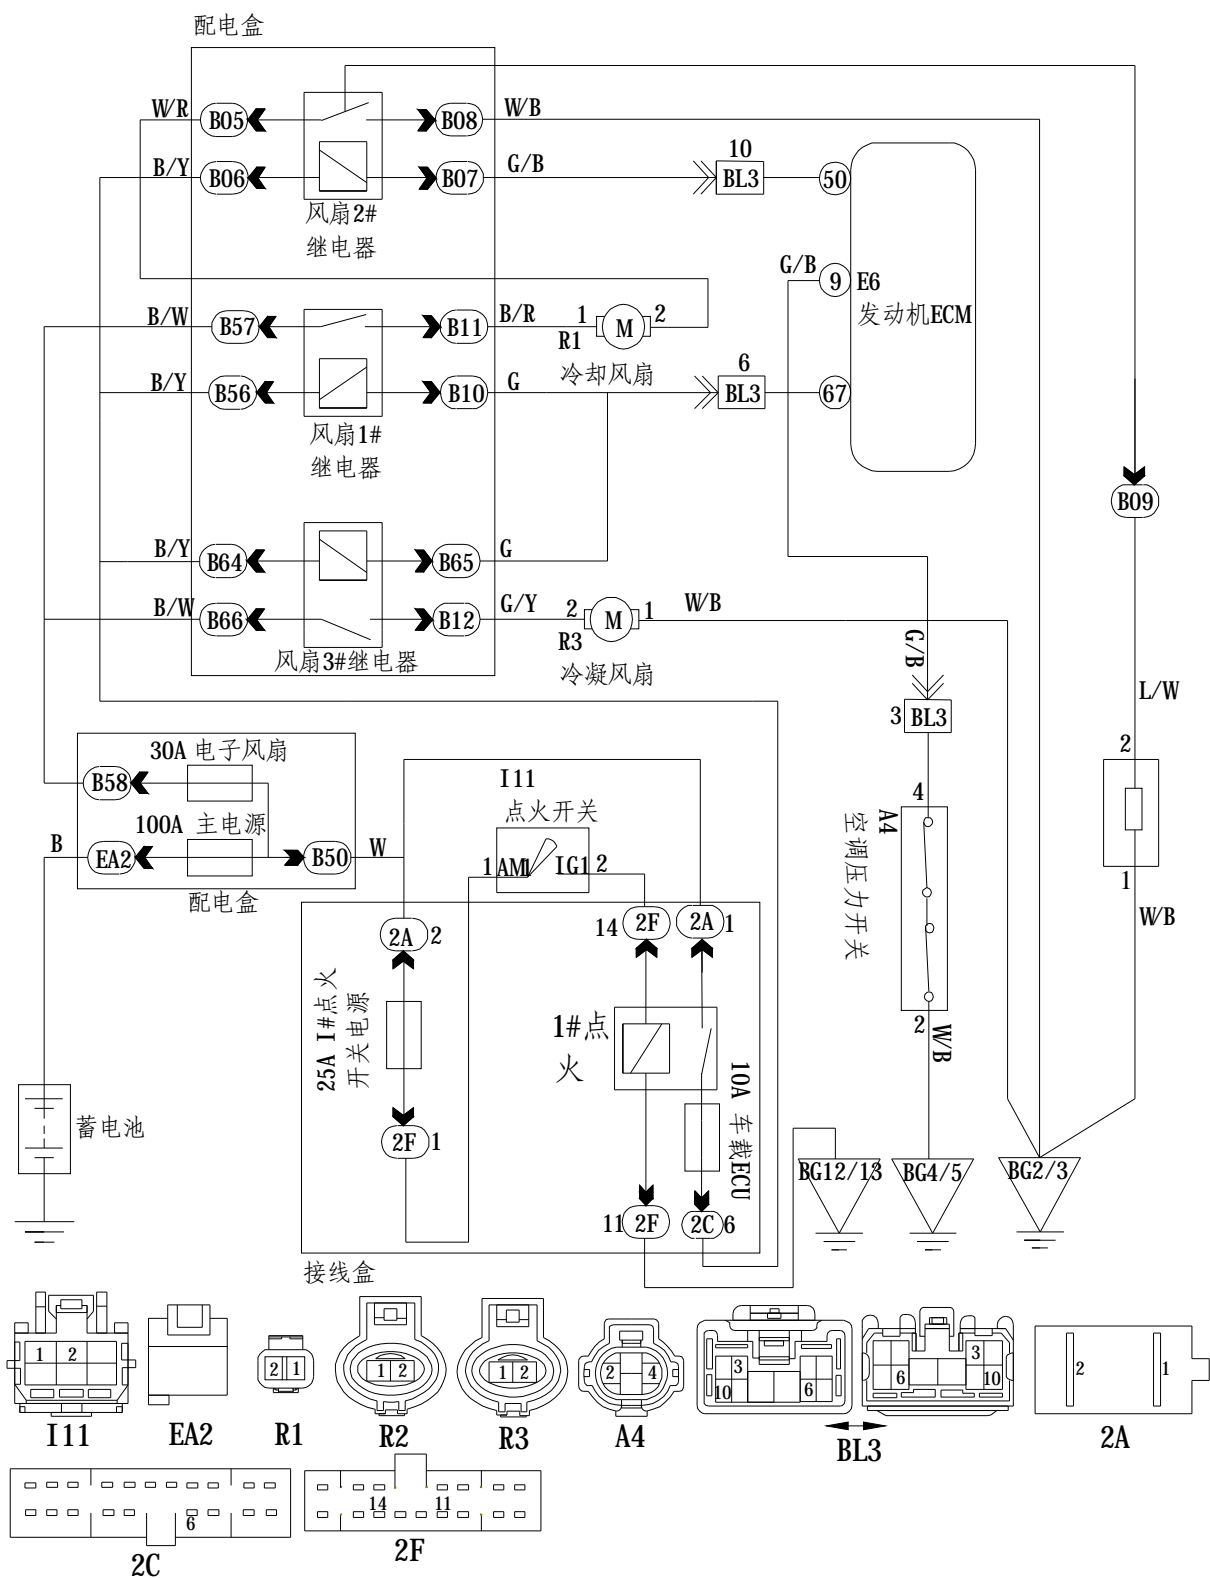 配电盒
W/R
B05
B08
W/B
B/Y
B06
B07
G/B
10
BL3
50
风扇2#
继电器
G/B
9
E6
发动机ECM
B/W
B57
B11
B/R
1
M
2
R1
冷却风扇
B/Y
B56
B10
G
6
BL3
67
风扇1#
继电器
B09
B/Y
B64
B65
G
B/W
B66
B12
G/Y
2
M
1
W/B
R3
冷凝风扇
风扇3#继电器
G/B
L/W
3
BL3
30A 电子风扇
B58
100A 主电源
B
EA2
B50
W
配电盒
I11
点火开关
1
AM1
IG1
2
4
A4
空调压力开关
2
W/B
2
1
W/B
2A
2
14
2F
2A
1
25A I#点火
开关电源
1#点
火
10A 车载ECU
2F
1
11
2F
2C
6
接线盒
蓄电池
BG12/13
BG4/5
BG2/3
1
2
2
1
1
2
1
2
2
4
3
10
6
3
6
10
2
1
I11
EA2
R1
R2
R3
A4
BL3
2A
6
14
11
2C
2F